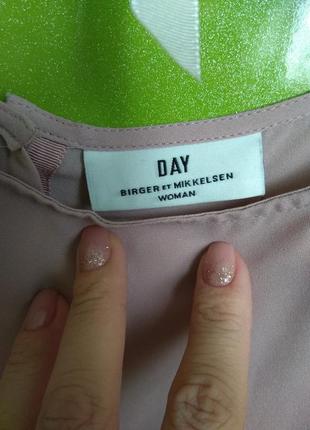 DAY
BIRGER ET MIKKELSEN
WOMAN